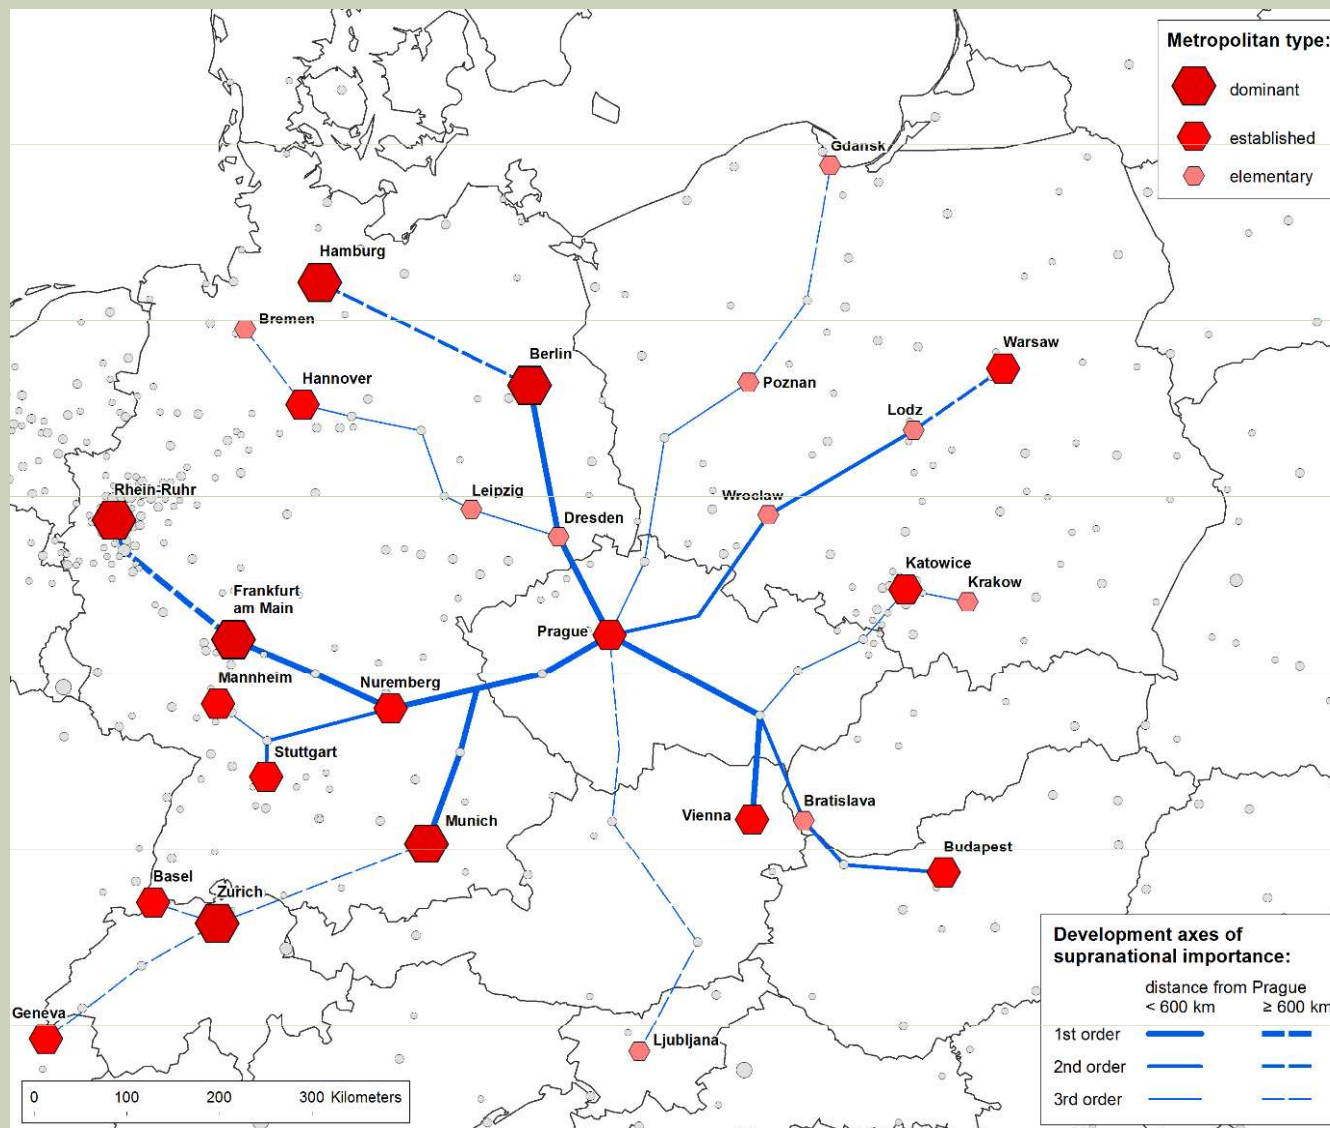 Metropolitan type:
dominant
established
elementary
Gdansk
Hamburg
Bremen
Berlin
Warsaw
Hannover
Poznan
Lodz
Rhein-Ruhr
Leipzig
Wroclaw
Dresden
Katowice
Krakow
Frankfurt
am Main
Prague
Mannheim
Nuremberg
Stuttgart
Vienna
Bratislava
Munich
Budapest
Basel
Zurich
Geneva
Ljubljana
Development axes of
supranational importance:
distance from Prague
< 600 km ≥ 600 km
1st order
2nd order
3rd order
0 100 200 300 Kilometers